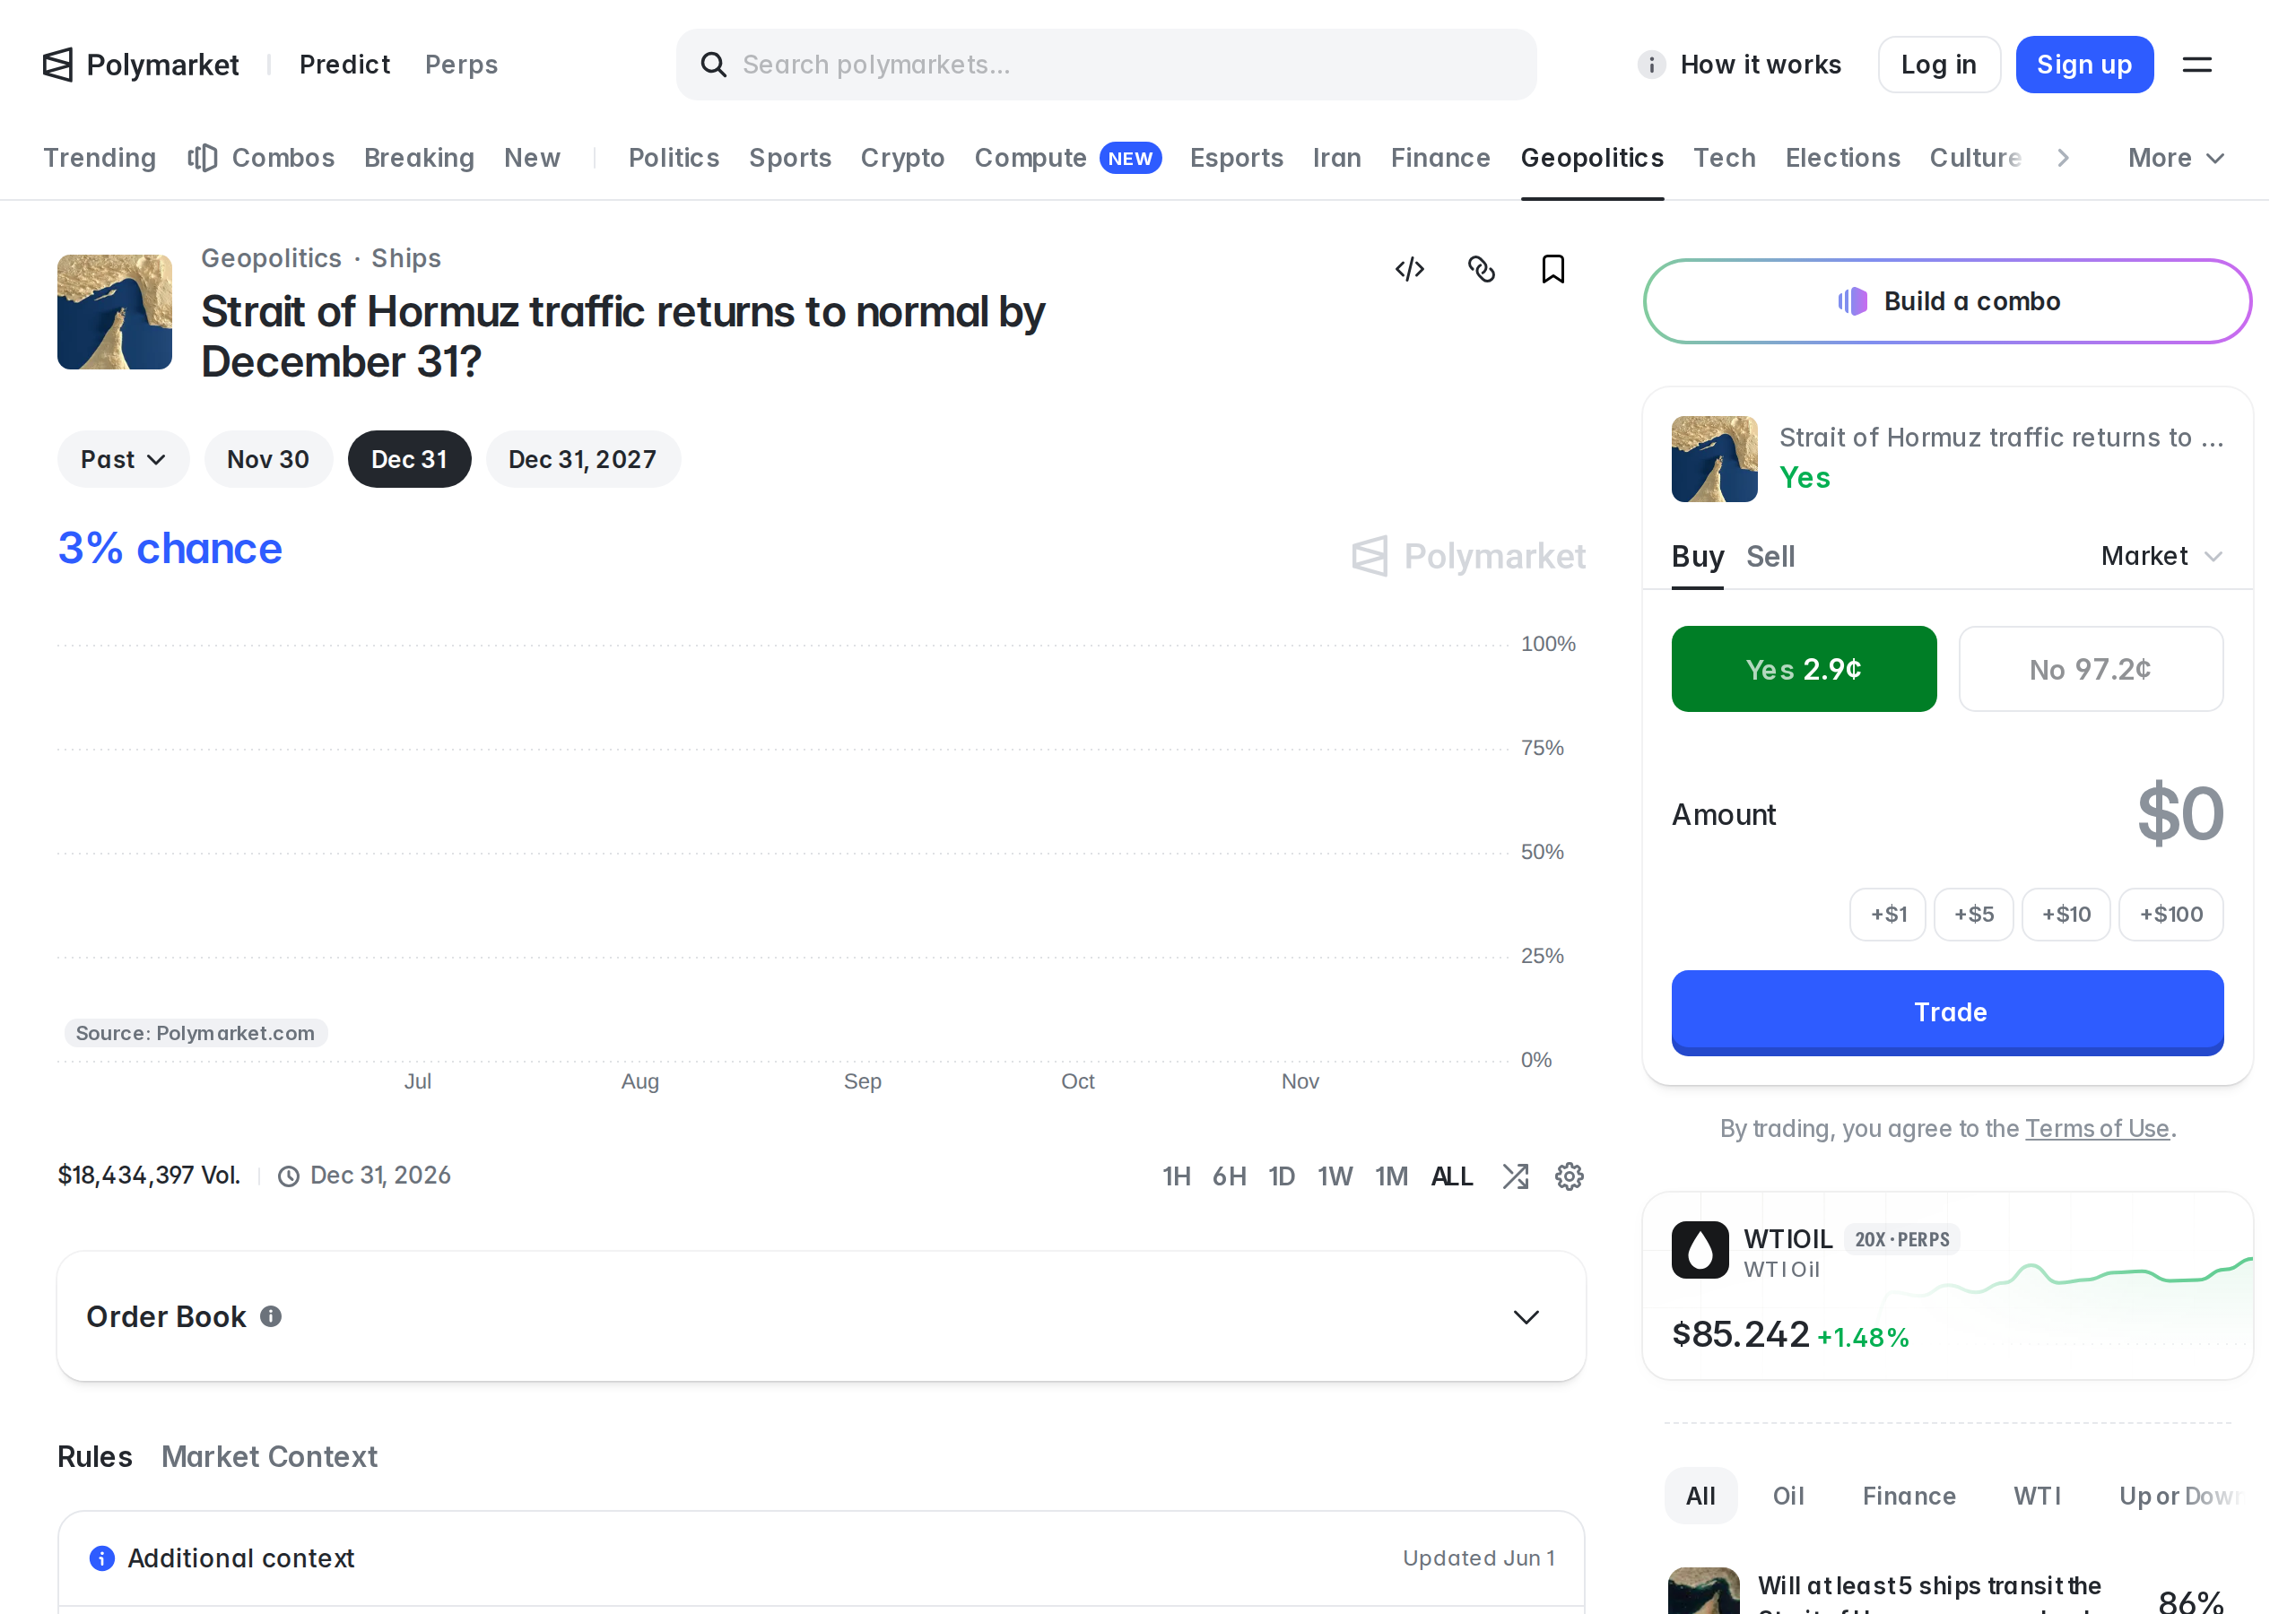 Polymarket
Predict
Perps
Search polymarkets...
How it works
Log in
Sign up
Trending
Combos
Breaking
New
Politics
Sports
Crypto
Compute NEW
Esports
Iran
Finance
Geopolitics
Tech
Elections
Culture
More
Geopolitics · Ships
Strait of Hormuz traffic returns to normal by
December 31?
Past
Nov 30
Dec 31
Dec 31, 2027
3% chance
Polymarket
100%
75%
50%
25%
0%
Source: Polymarket.com
Jul
Aug
Sep
Oct
Nov
$18,434,397 Vol.
Dec 31, 2026
1H
6H
1D
1W
1M
ALL
Order Book
Rules
Market Context
Additional context
Updated Jun 1
Build a combo
Strait of Hormuz traffic returns to ...
Yes
Buy
Sell
Market
Yes 2.9¢
No 97.2¢
Amount
$0
+$1
+$5
+$10
+$100
Trade
By trading, you agree to the Terms of Use.
WTIOIL
20X · PERPS
WTI Oil
$85.242 +1.48%
All
Oil
Finance
WTI
Up or Down
Will at least 5 ships transit the
86%